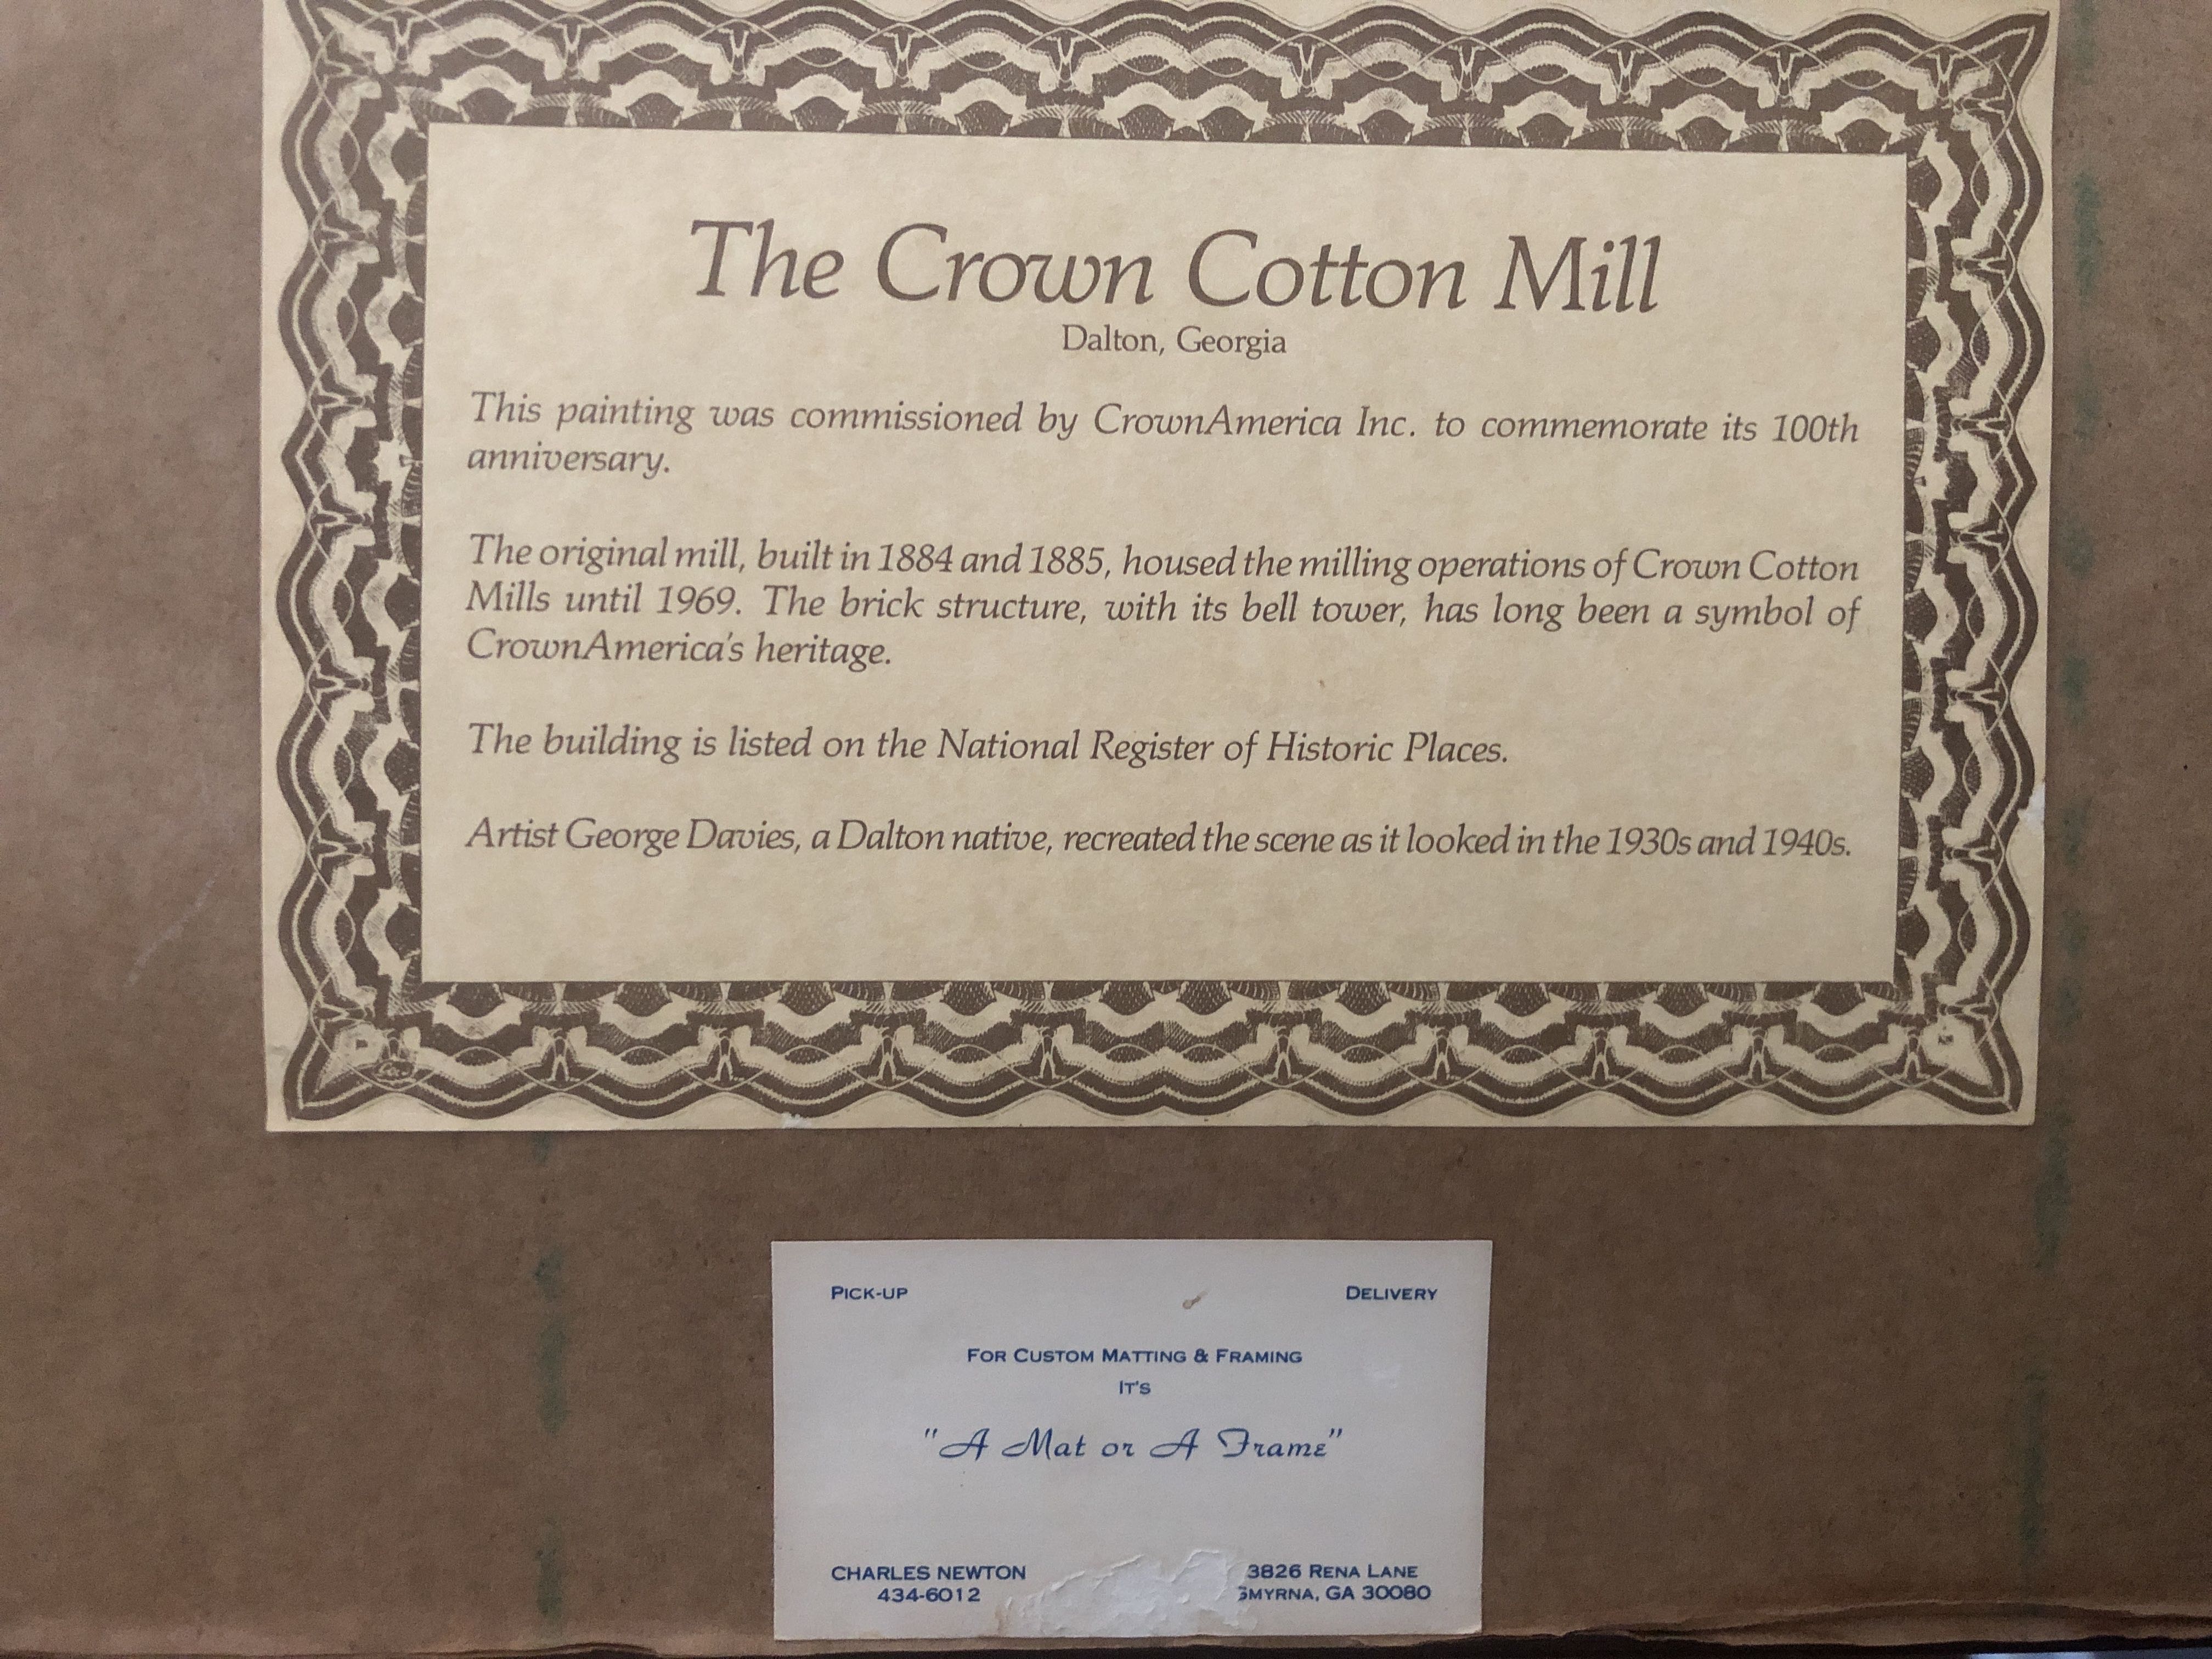 The Crown Cotton Mill
Dalton, Georgia
This painting was commissioned by CrownAmerica Inc. to commemorate its 100th
anniversary.
The original mill, built in 1884 and 1885, housed the milling operations of Crown Cotton
Mills until 1969. The brick structure, with its bell tower, has long been a symbol of
CrownAmerica's heritage.
The building is listed on the National Register of Historic Places.
Artist George Davies, a Dalton native, recreated the scene as it looked in the 1930s and 1940s.
PICK-UP DELIVERY
FOR CUSTOM MATTING & FRAMING
IT'S
"A Mat or A Frame"
CHARLES NEWTON 3826 RENA LANE
434-6012 SMYRNA, GA 30080